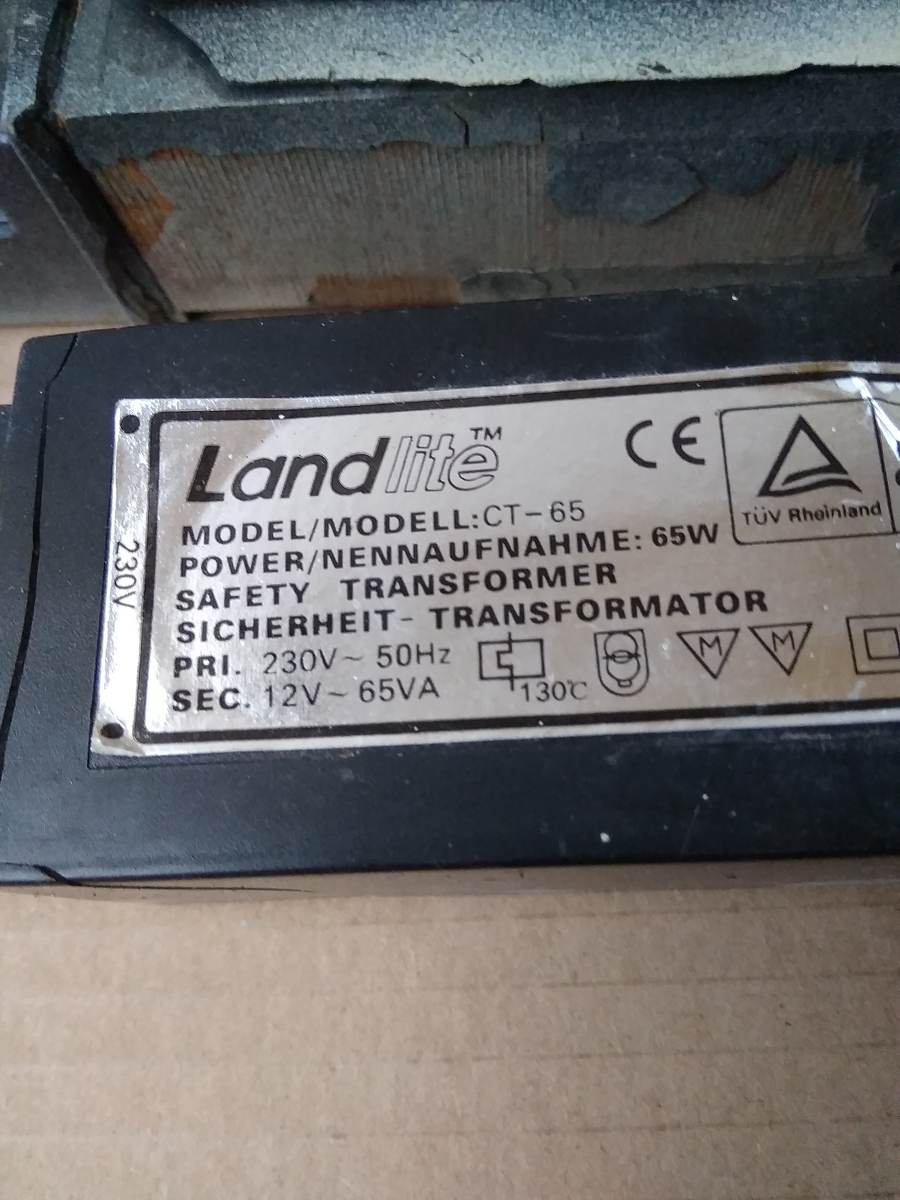 Landlite™
CE
TÜV Rheinland
MODEL/MODELL:CT-65
POWER/NENNAUFNAHME: 65W
SAFETY TRANSFORMER
SICHERHEIT-TRANSFORMATOR
PRI. 230V~ 50Hz
SEC. 12V~ 65VA
130℃
M M
230V